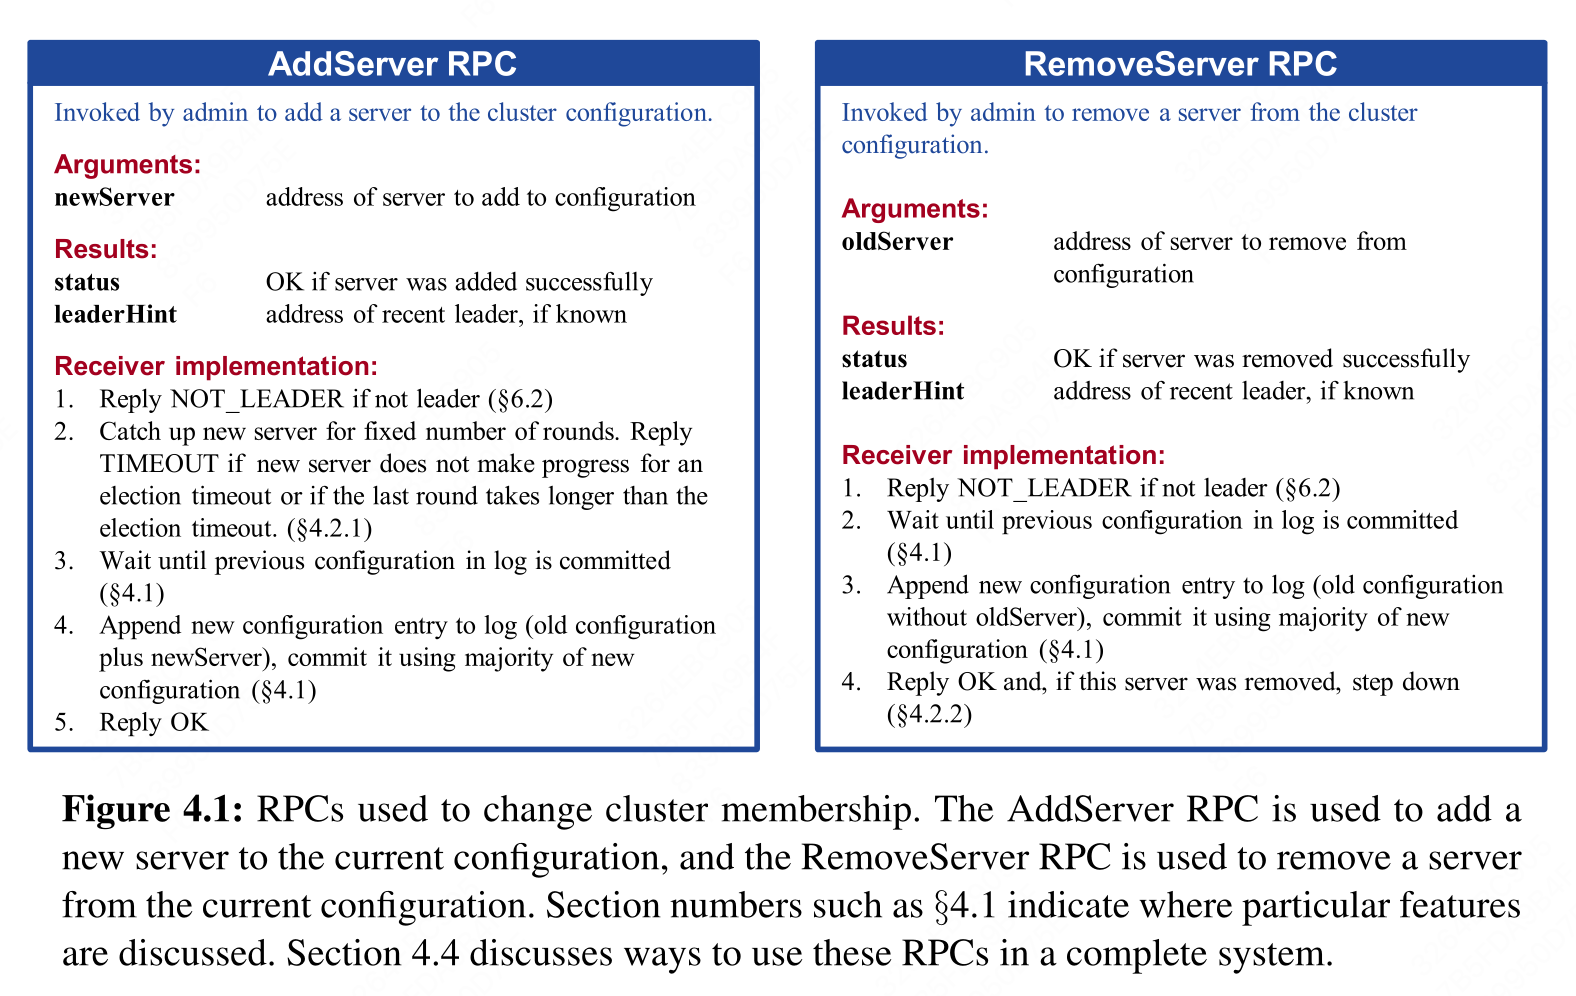 AddServer RPC
Invoked by admin to add a server to the cluster configuration.
Arguments:
newServer address of server to add to configuration
Results:
status OK if server was added successfully
leaderHint address of recent leader, if known
Receiver implementation:
1. Reply NOT_LEADER if not leader (§6.2)
2. Catch up new server for fixed number of rounds. Reply
TIMEOUT if new server does not make progress for an
election timeout or if the last round takes longer than the
election timeout. (§4.2.1)
3. Wait until previous configuration in log is committed
(§4.1)
4. Append new configuration entry to log (old configuration
plus newServer), commit it using majority of new
configuration (§4.1)
5. Reply OK
RemoveServer RPC
Invoked by admin to remove a server from the cluster
configuration.
Arguments:
oldServer address of server to remove from
configuration
Results:
status OK if server was removed successfully
leaderHint address of recent leader, if known
Receiver implementation:
1. Reply NOT_LEADER if not leader (§6.2)
2. Wait until previous configuration in log is committed
(§4.1)
3. Append new configuration entry to log (old configuration
without oldServer), commit it using majority of new
configuration (§4.1)
4. Reply OK and, if this server was removed, step down
(§4.2.2)
Figure 4.1: RPCs used to change cluster membership. The AddServer RPC is used to add a
new server to the current configuration, and the RemoveServer RPC is used to remove a server
from the current configuration. Section numbers such as §4.1 indicate where particular features
are discussed. Section 4.4 discusses ways to use these RPCs in a complete system.